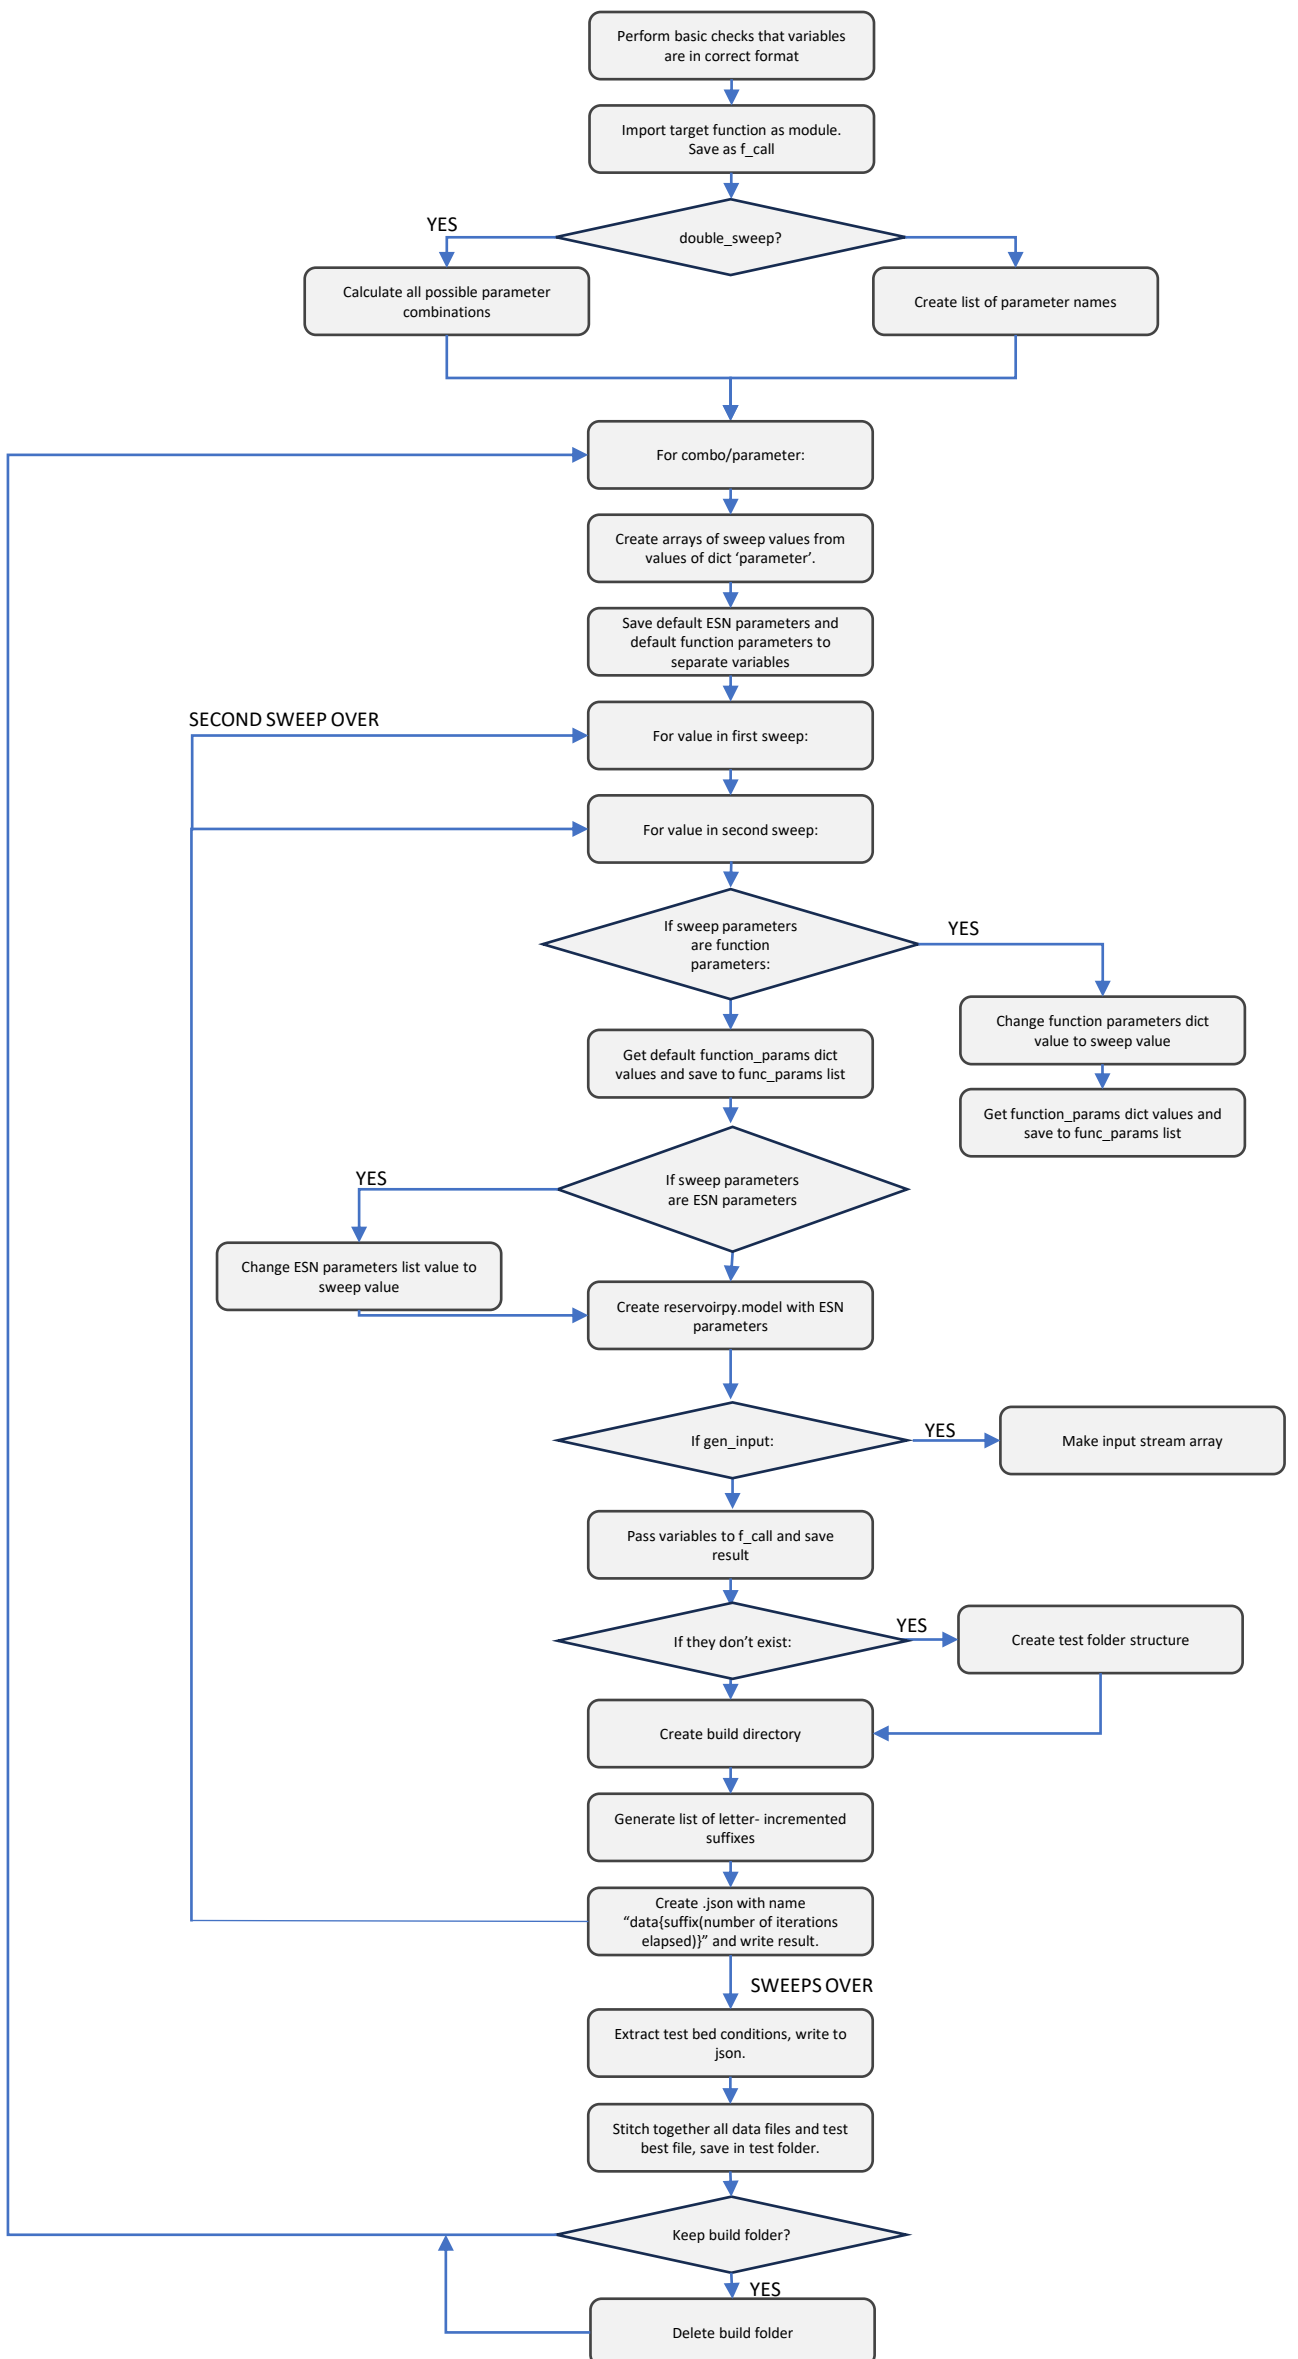 Perform basic checks that variables
are in correct format
Import target function as module.
Save as f_call
YES
double_sweep?
Calculate all possible parameter
combinations
Create list of parameter names
For combo/parameter:
Create arrays of sweep values from
values of dict ‘parameter’.
Save default ESN parameters and
default function parameters to
separate variables
SECOND SWEEP OVER
For value in first sweep:
For value in second sweep:
If sweep parameters
are function
parameters:
YES
Change function parameters dict
value to sweep value
Get default function_params dict
values and save to func_params list
Get function_params dict values and
save to func_params list
YES
If sweep parameters
are ESN parameters
Change ESN parameters list value to
sweep value
Create reservoirpy.model with ESN
parameters
If gen_input:
YES
Make input stream array
Pass variables to f_call and save
result
If they don’t exist:
YES
Create test folder structure
Create build directory
Generate list of letter- incremented
suffixes
Create .json with name
“data{suffix(number of iterations
elapsed)}” and write result.
SWEEPS OVER
Extract test bed conditions, write to
json.
Stitch together all data files and test
best file, save in test folder.
Keep build folder?
YES
Delete build folder